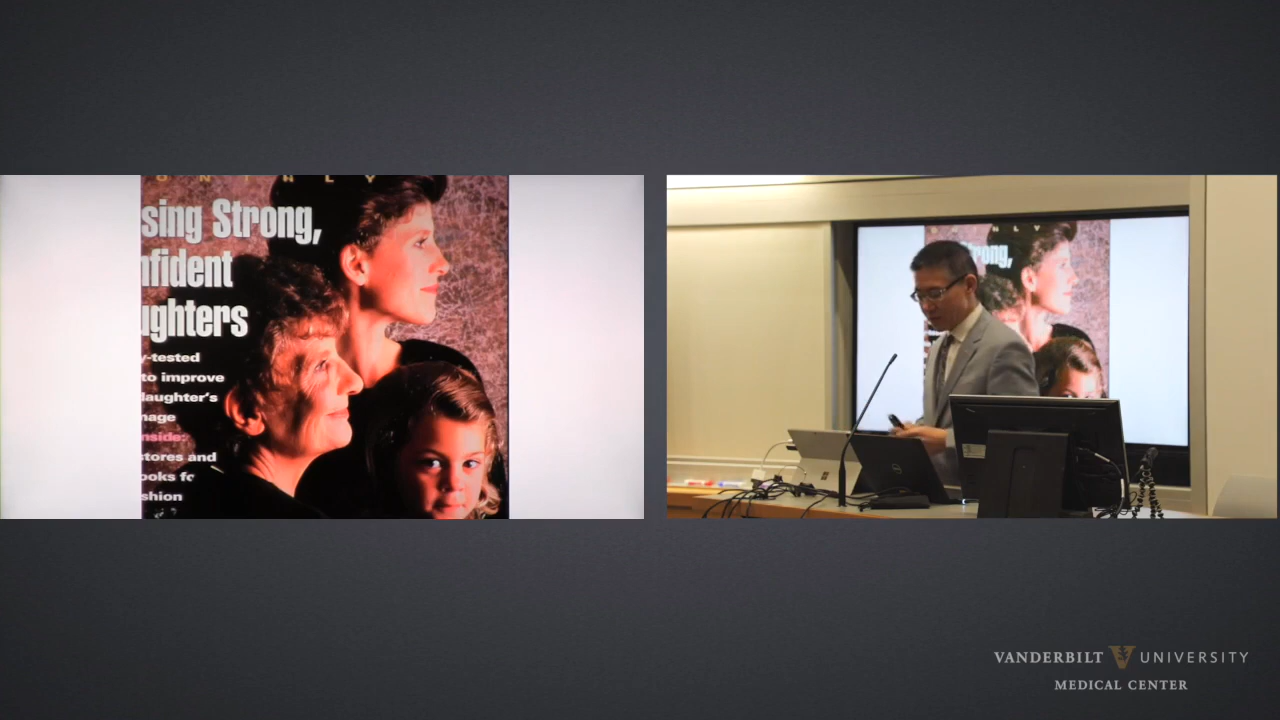 O N T H L Y
sing Strong,
nfident
ughters
y-tested
to improve
daughter's
mage
nside:
stores and
ooks fo
shion
Strong,
VANDERBILT UNIVERSITY
MEDICAL CENTER